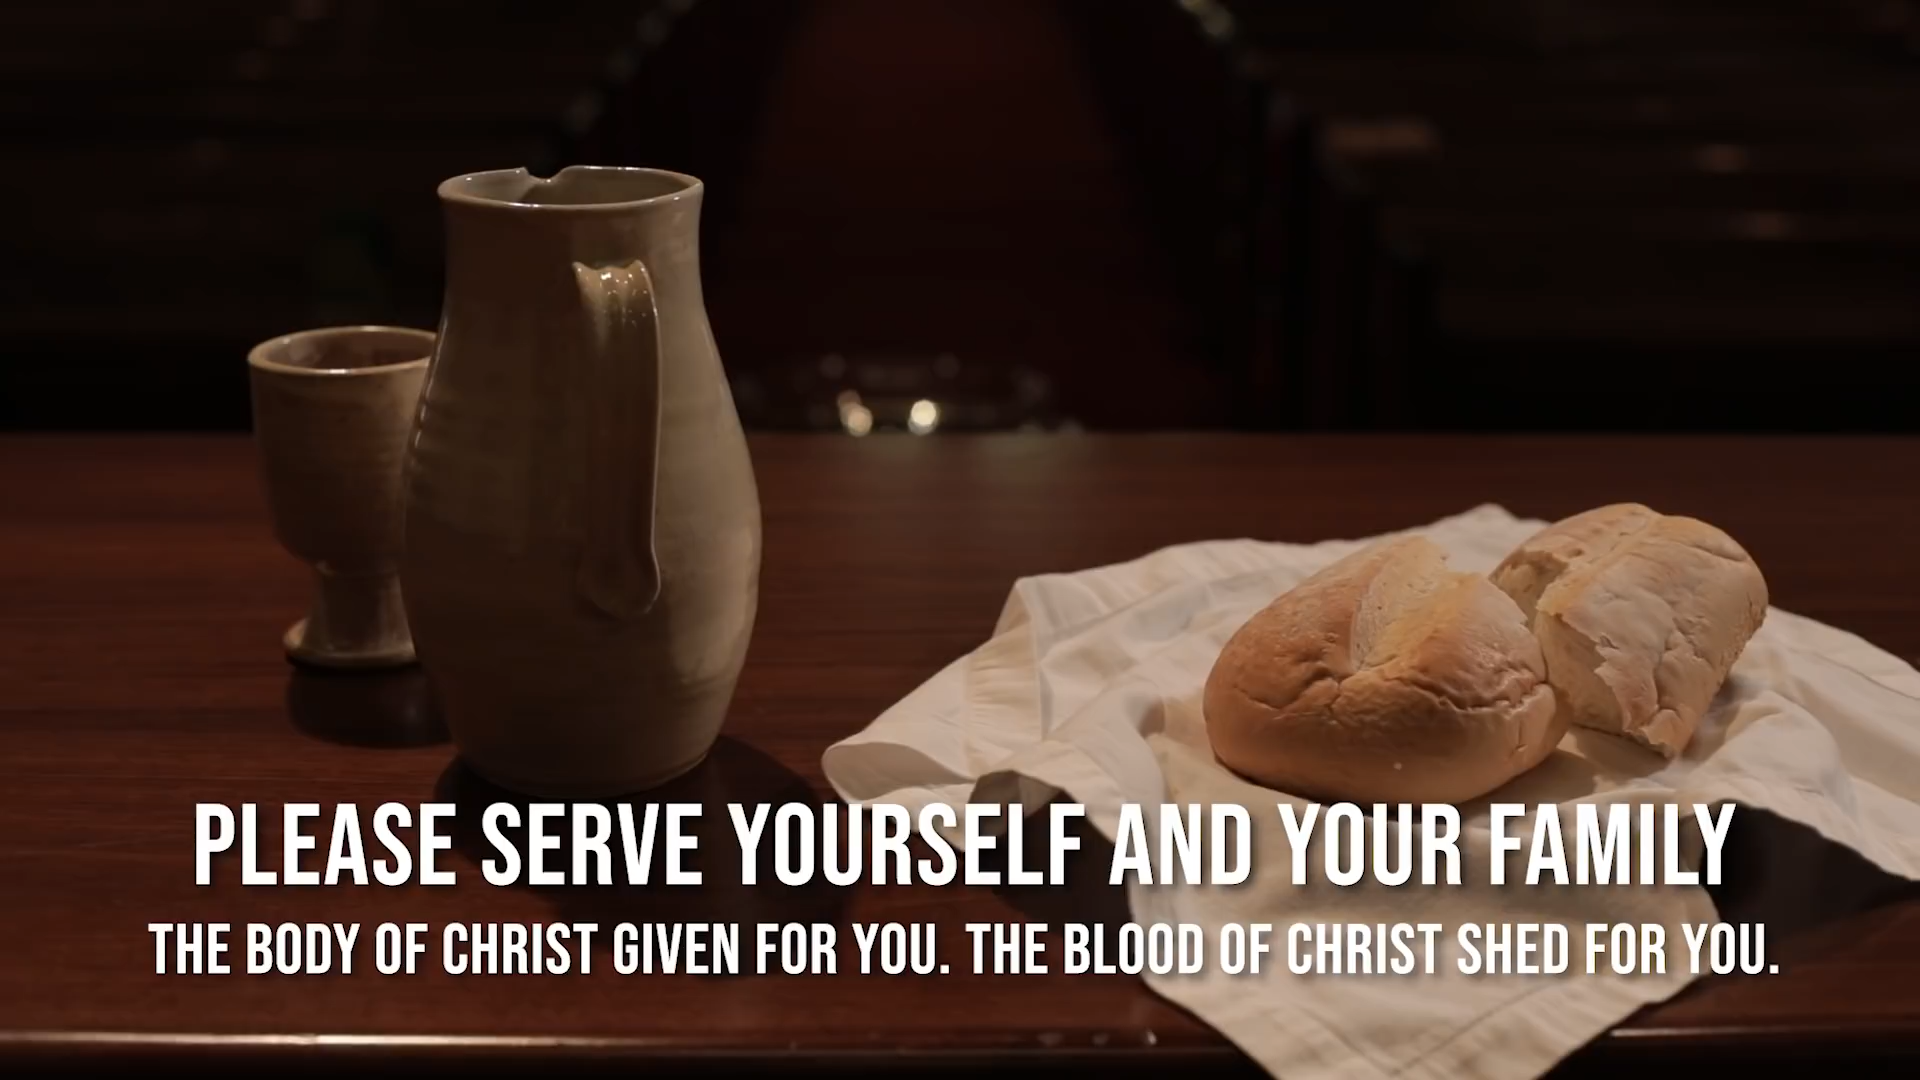 PLEASE SERVE YOURSELF AND YOUR FAMILY
THE BODY OF CHRIST GIVEN FOR YOU. THE BLOOD OF CHRIST SHED FOR YOU.